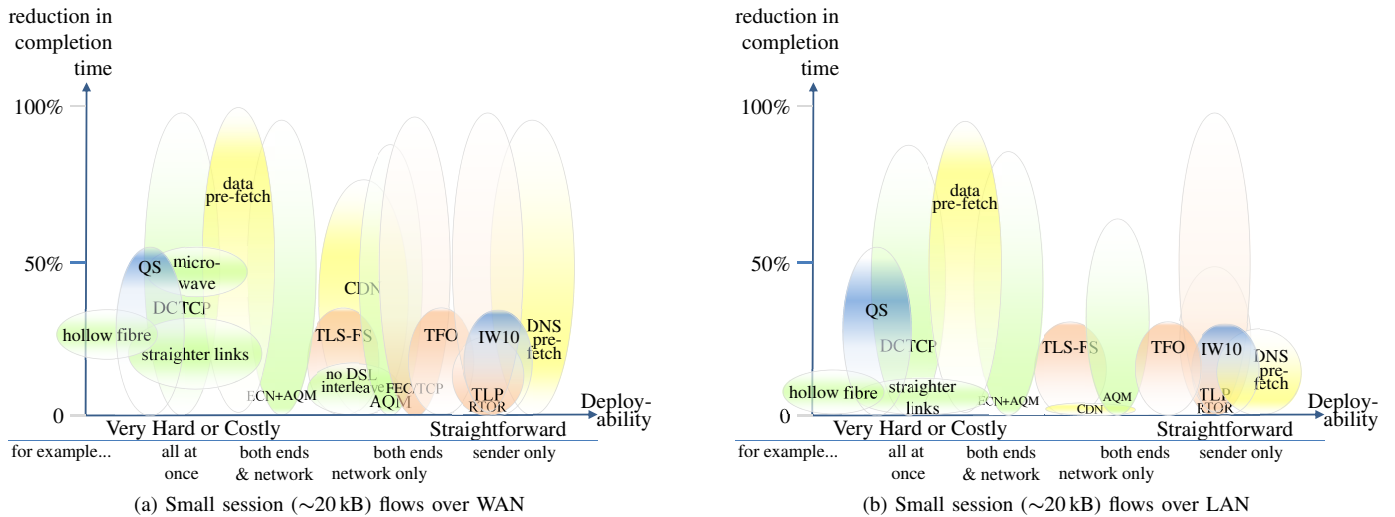 reduction in
completion
time
100%
50%
0
data
pre-fetch
QS
micro-
wave
DCTCP
hollow fibre
straighter links
CDN
TLS-FS
TFO
IW10
DNS
pre-
fetch
no DSL
interleave
FEC/TCP
ECN+AQM
AQM
TLP
RTOR
Deploy-
ability
Very Hard or Costly
Straightforward
for example...
all at
once
both ends
& network
network only
both ends
sender only
(a) Small session (∼20 kB) flows over WAN
reduction in
completion
time
100%
50%
0
data
pre-fetch
QS
DCTCP
hollow fibre
straighter
links
ECN+AQM
TLS-FS
CDN
AQM
TFO
IW10
DNS
pre-
fetch
TLP
RTOR
Deploy-
ability
Very Hard or Costly
Straightforward
for example...
all at
once
both ends
& network
network only
both ends
sender only
(b) Small session (∼20 kB) flows over LAN